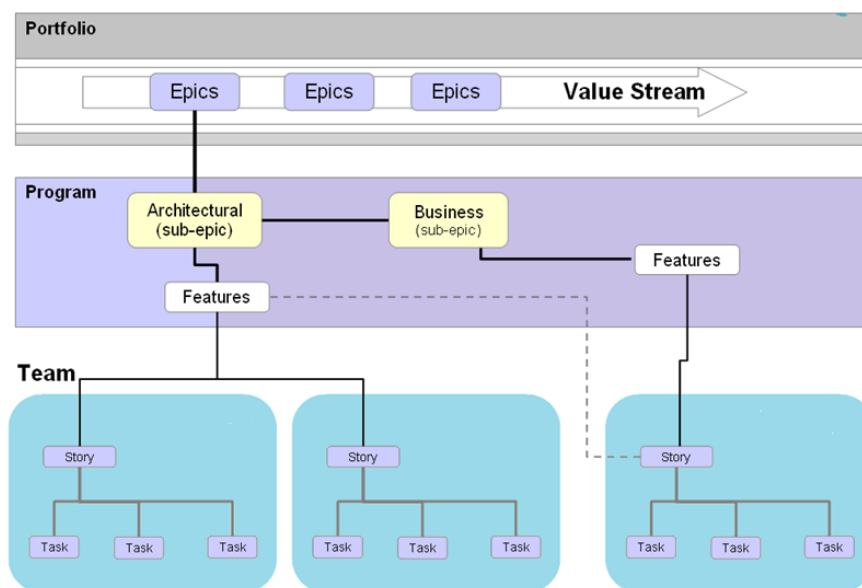 Portfolio
Epics Epics Epics Value Stream
Program
Architectural
(sub-epic)
Business
(sub-epic)
Features
Features
Team
Story Story Story
Task Task Task Task Task Task Task Task Task